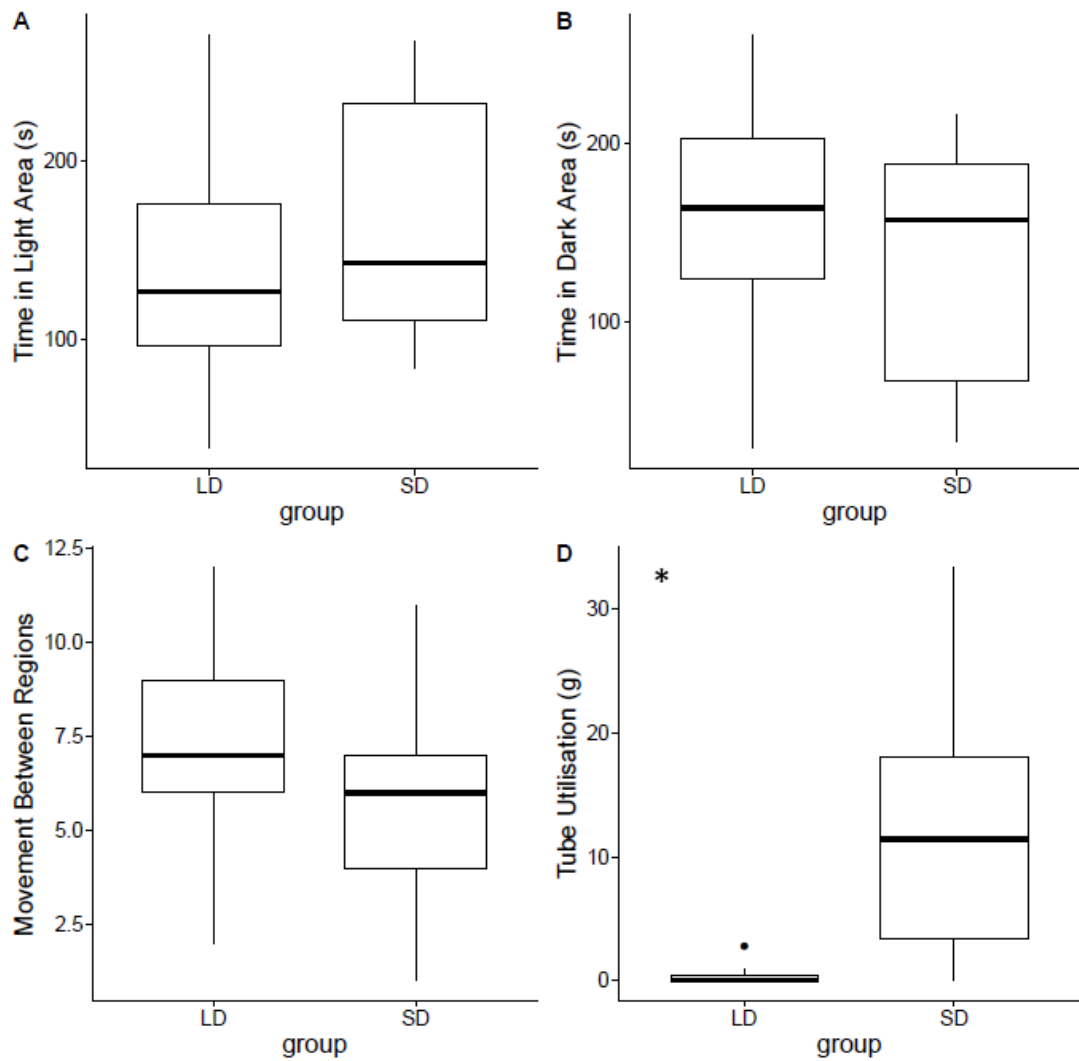 A
Time in Light Area (s)
200
100
LD
SD
group
B
Time in Dark Area (s)
200
100
LD
SD
group
C
Movement Between Regions
12.5
10.0
7.5
5.0
2.5
LD
SD
group
D
*
Tube Utilisation (g)
30
20
10
0
LD
SD
group